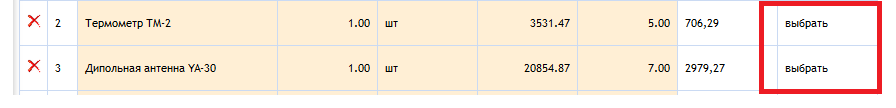 2 Термометр ТМ-2 1.00 шт 3531.47 5.00 706,29 выбрать
3 Дипольная антенна YA-30 1.00 шт 20854.87 7.00 2979,27 выбрать